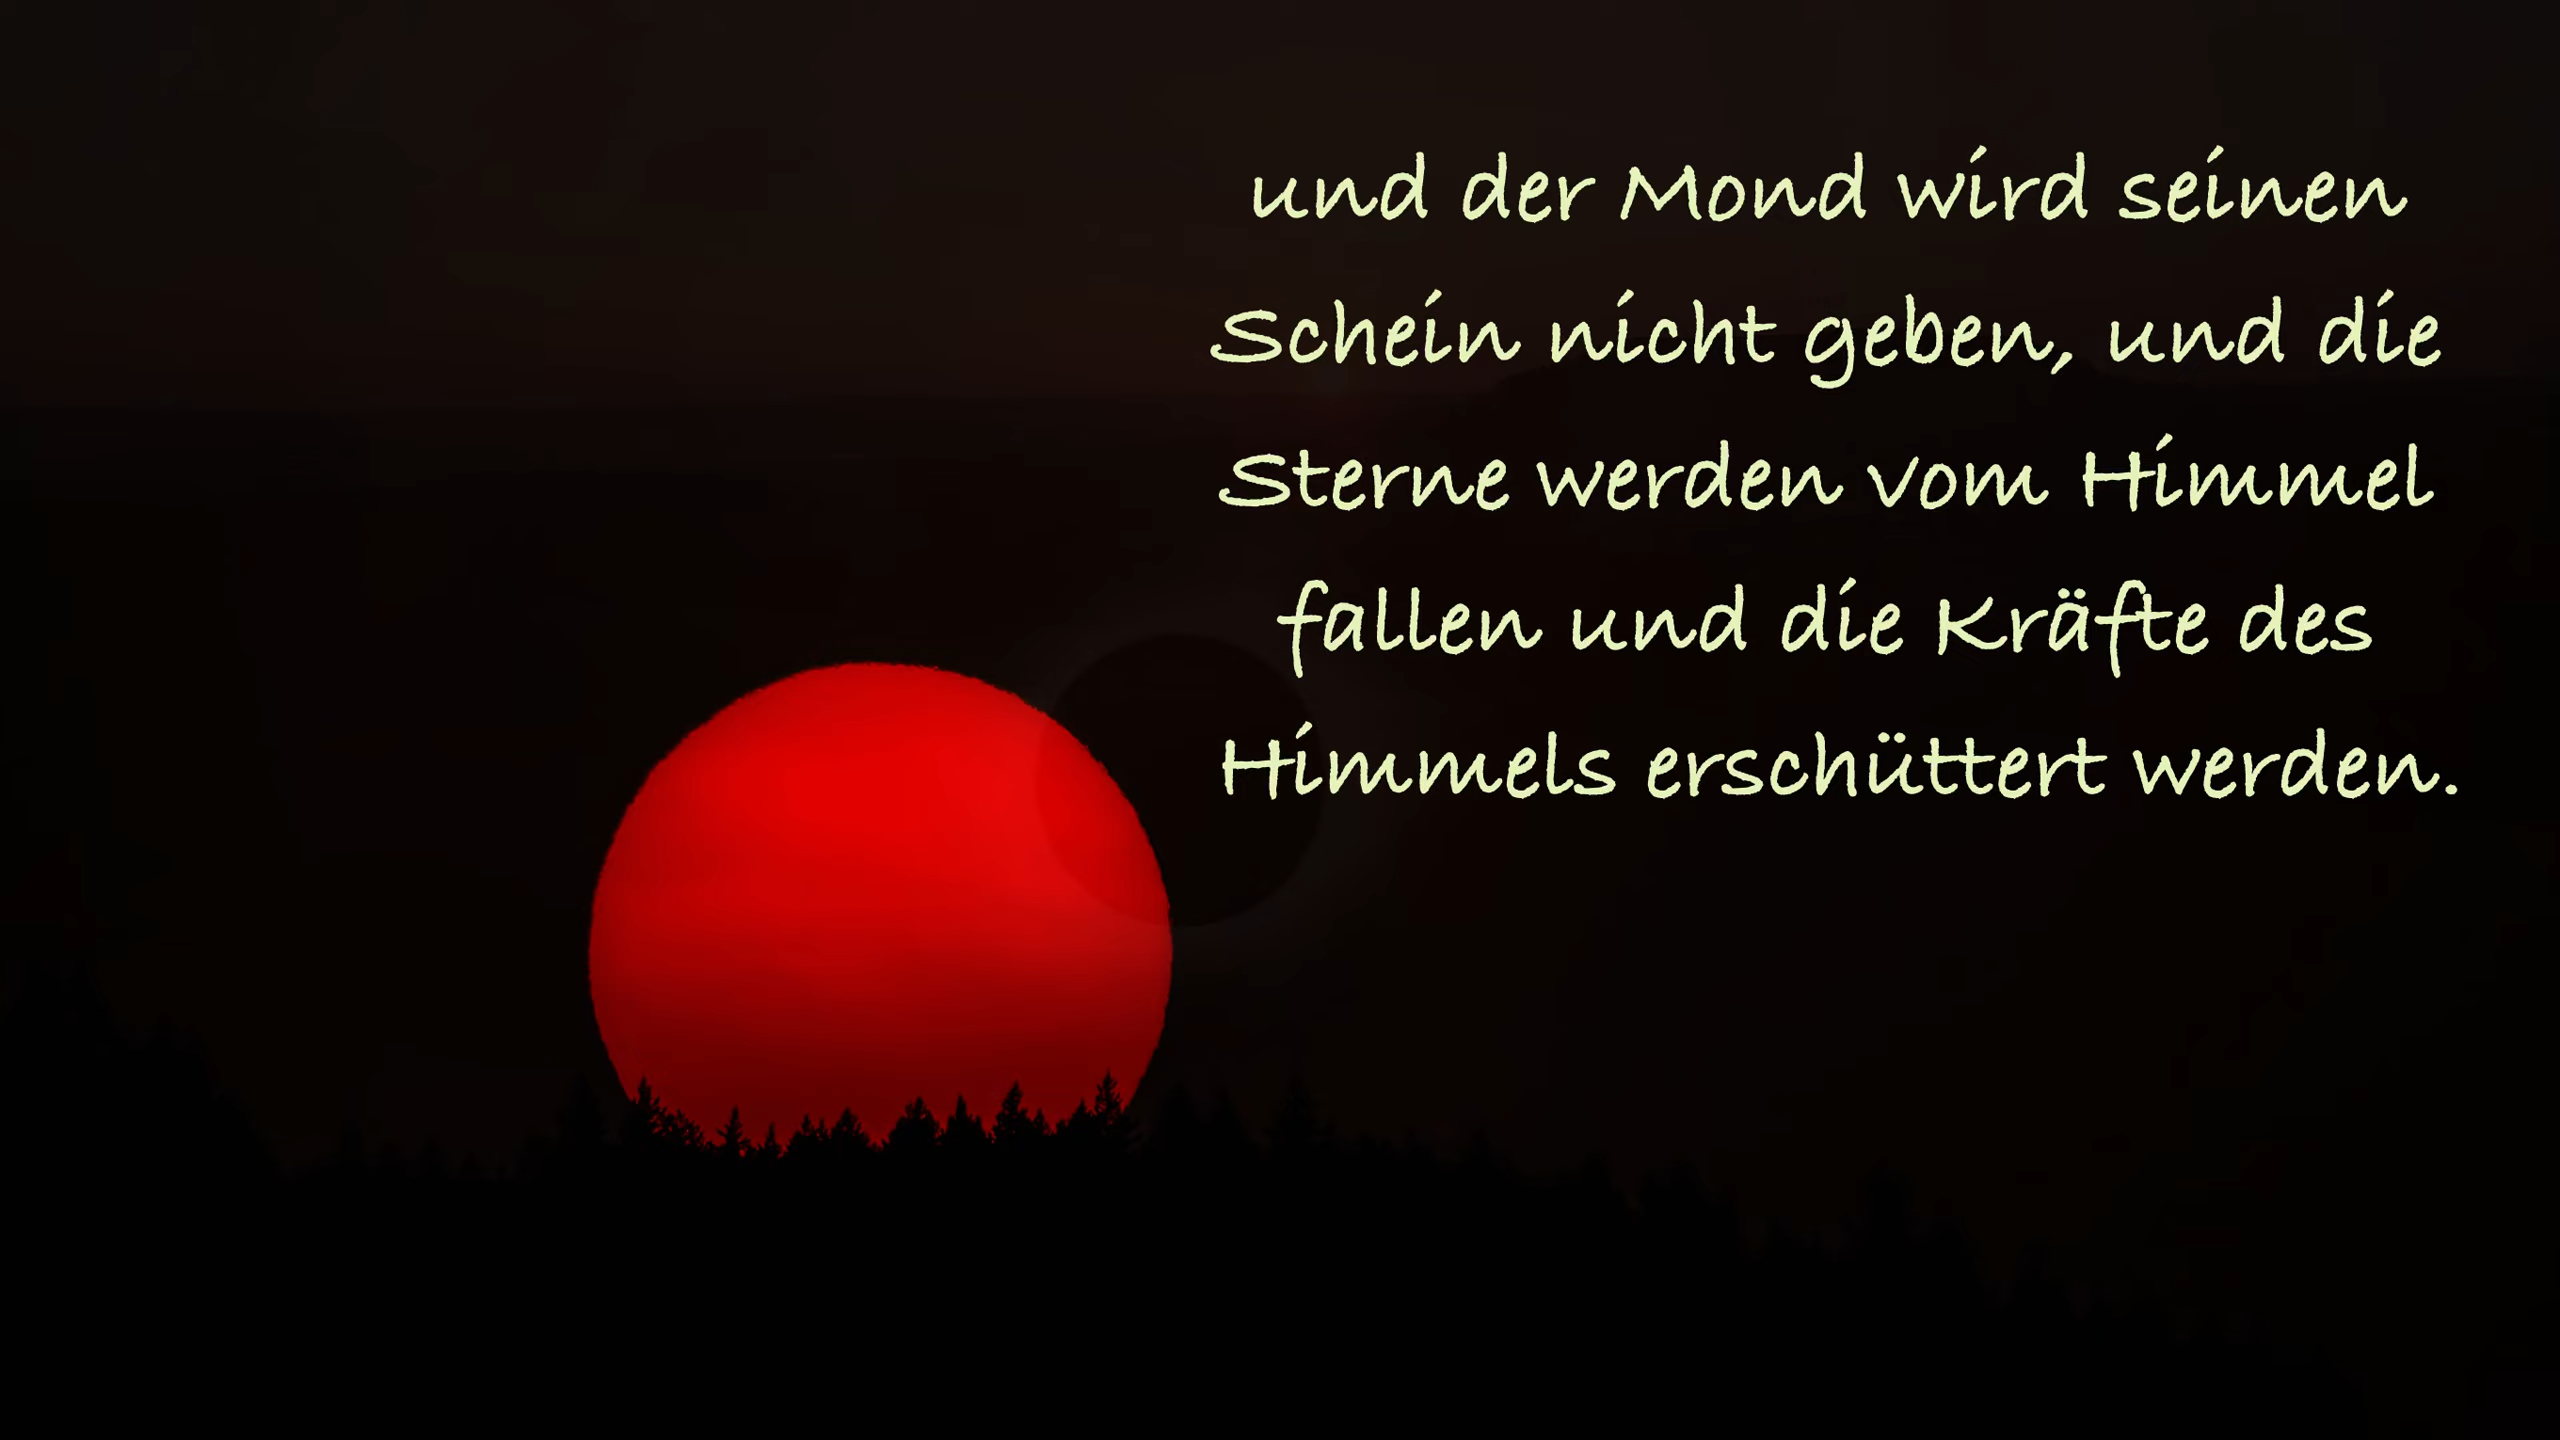 und der Mond wird seinen
Schein nicht geben, und die
Sterne werden vom Himmel
fallen und die Kräfte des
Himmels erschüttert werden.